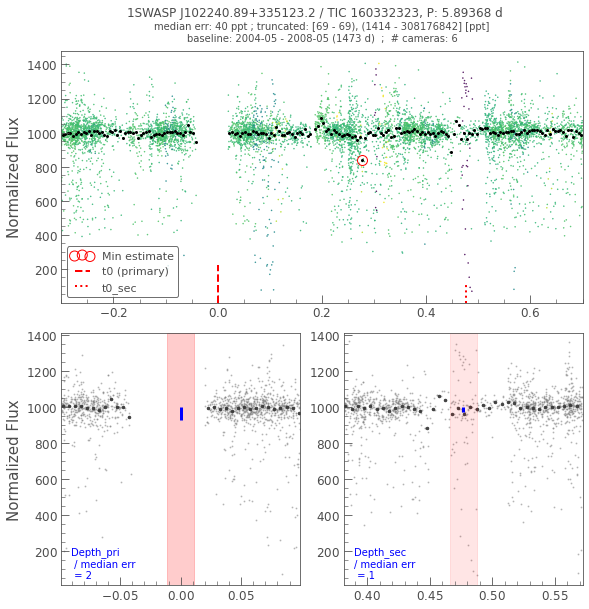 1SWASP J102240.89+335123.2 / TIC 160332323, P: 5.89368 d
median err: 40 ppt ; truncated: [69 - 69), (1414 - 308176842] [ppt]
baseline: 2004-05 - 2008-05 (1473 d)  ;  # cameras: 6
Normalized Flux
1400
1200
1000
800
600
400
200
Min estimate
t0 (primary)
t0_sec
−0.2
0.0
0.2
0.4
0.6
Normalized Flux
1400
1200
1000
800
600
400
200
Depth_pri
/ median err
= 2
−0.05
0.00
0.05
1400
1200
1000
800
600
400
200
Depth_sec
/ median err
= 1
0.40
0.45
0.50
0.55